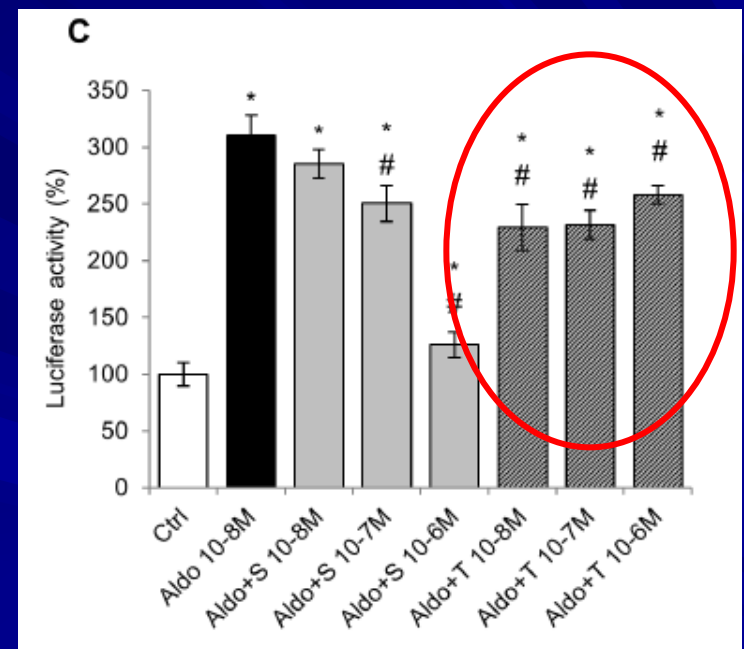 C
Luciferase activity (%)
350
300
250
200
150
100
50
0
*
*
*
#
*
#
*
#
*
#
*
#
Ctrl
Aldo 10-8M
Aldo+S 10-8M
Aldo+S 10-7M
Aldo+S 10-6M
Aldo+T 10-8M
Aldo+T 10-7M
Aldo+T 10-6M